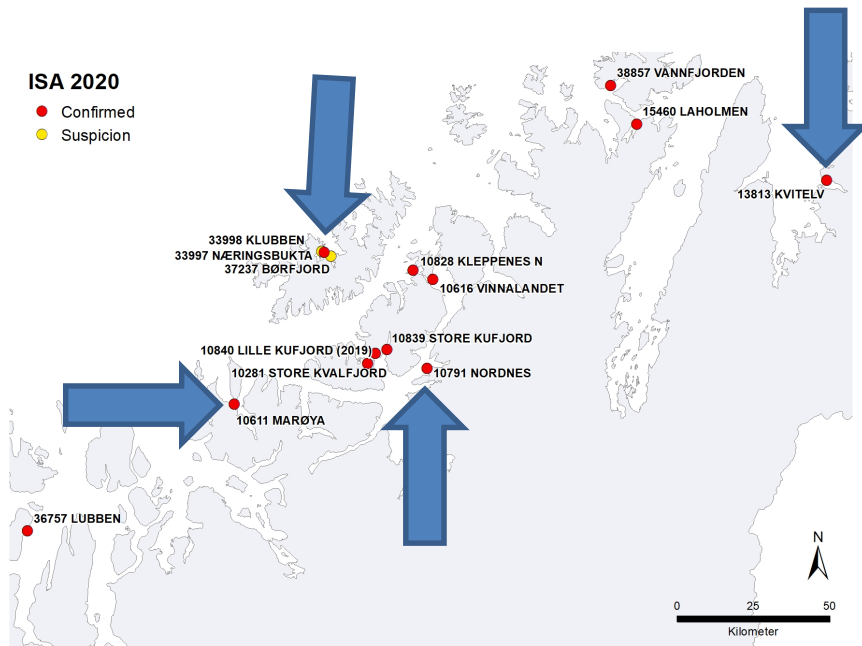 ISA 2020
Confirmed
Suspicion
38857 VANNFJORDEN
15460 LAHOLMEN
13813 KVITELV
33998 KLUBBEN
33997 NÆRINGSBUKTA
37237 BØRFJORD
10828 KLEPPENES N
10616 VINNALANDET
10839 STORE KUFJORD
10840 LILLE KUFJORD (2019)
10281 STORE KVALFJORD
10791 NORDNES
10611 MARØYA
36757 LUBBEN
N
0 25 50
Kilometer